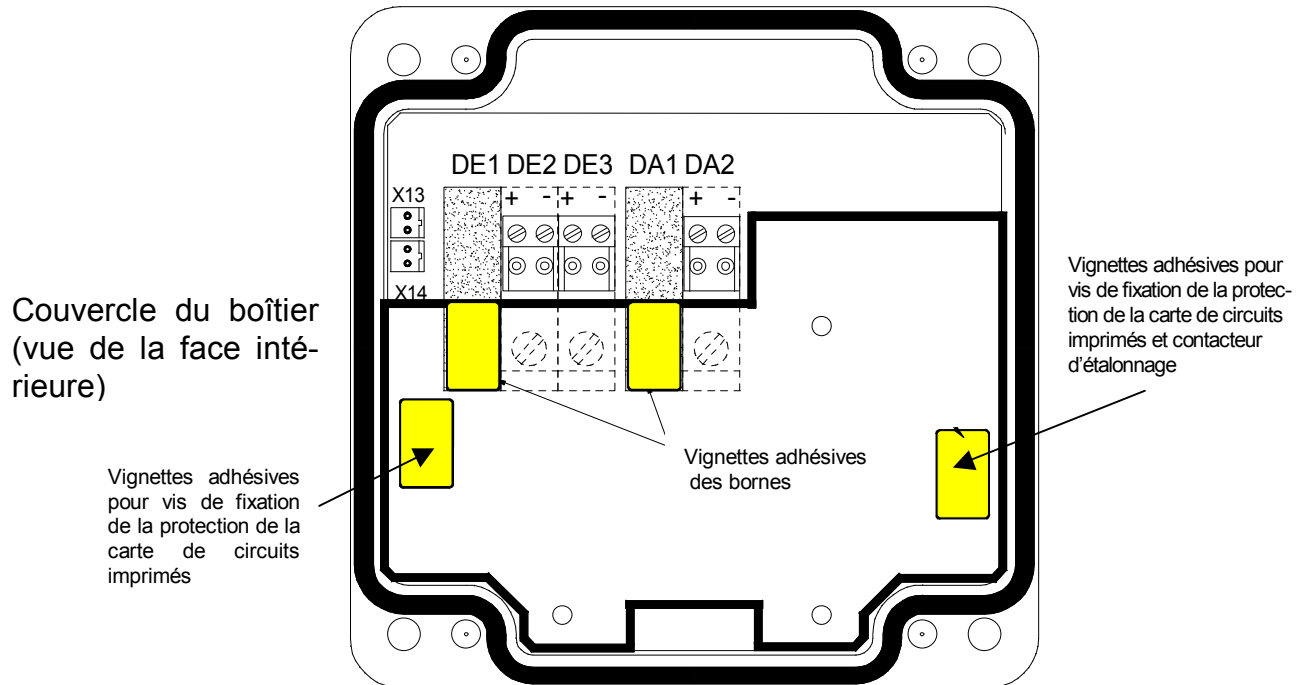 DE1 DE2 DE3 DA1 DA2
X13
+ - + - + -
X14
Couvercle du boîtier
(vue de la face inté-
rieure)
Vignettes adhésives
pour vis de fixation
de la protection de la
carte de circuits
imprimés
Vignettes adhésives
des bornes
Vignettes adhésives pour
vis de fixation de la protec-
tion de la carte de circuits
imprimés et contacteur
d'étalonnage